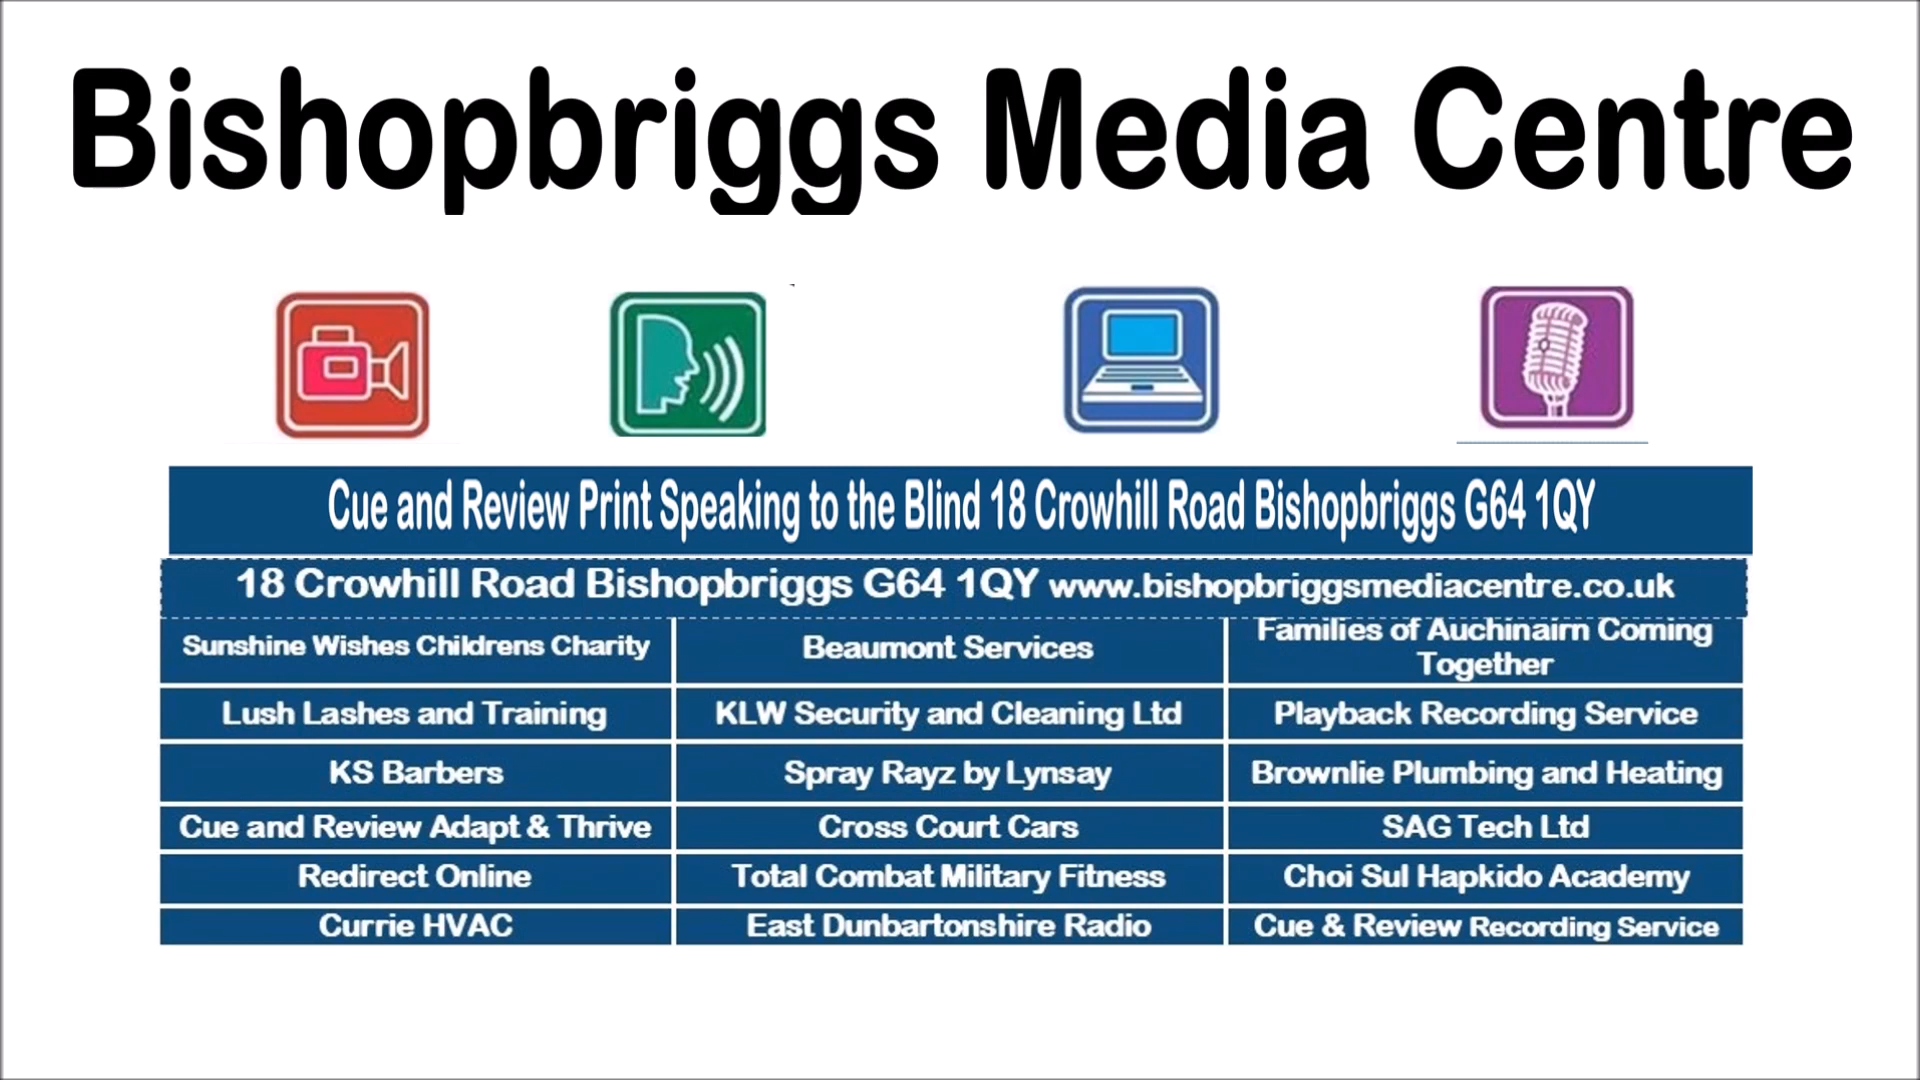 Bishopbriggs Media Centre
Cue and Review Print Speaking to the Blind 18 Crowhill Road Bishopbriggs G64 1QY
18 Crowhill Road Bishopbriggs G64 1QY www.bishopbriggsmediacentre.co.uk
Sunshine Wishes Childrens Charity
Beaumont Services
Families of Auchinairn Coming
Together
Lush Lashes and Training
KLW Security and Cleaning Ltd
Playback Recording Service
KS Barbers
Spray Rayz by Lynsay
Brownlie Plumbing and Heating
Cue and Review Adapt & Thrive
Cross Court Cars
SAG Tech Ltd
Redirect Online
Total Combat Military Fitness
Choi Sul Hapkido Academy
Currie HVAC
East Dunbartonshire Radio
Cue & Review Recording Service